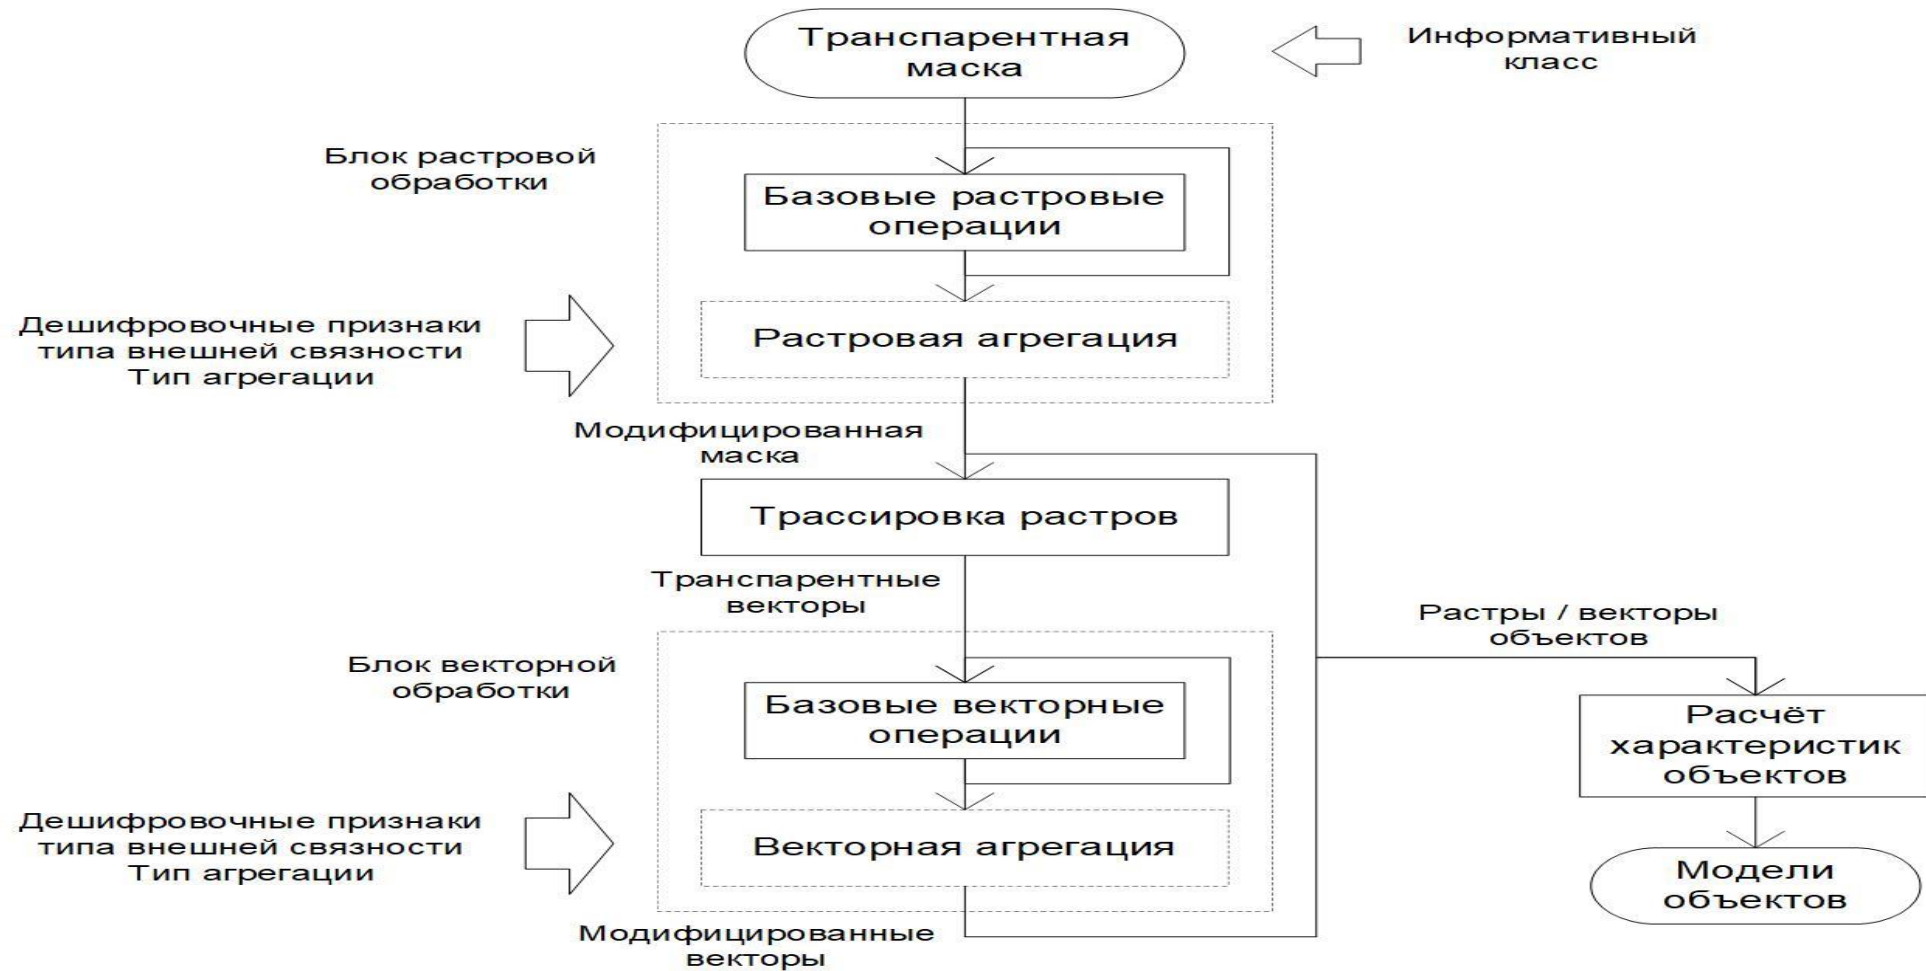 Транспарентная
маска
Информативный
класс
Блок растровой
обработки
Базовые растровые
операции
Дешифровочные признаки
типа внешней связности
Тип агрегации
Растровая агрегация
Модифицированная
маска
Трассировка растров
Транспарентные
векторы
Растры / векторы
объектов
Блок векторной
обработки
Базовые векторные
операции
Расчёт
характеристик
объектов
Дешифровочные признаки
типа внешней связности
Тип агрегации
Векторная агрегация
Модели
объектов
Модифицированные
векторы